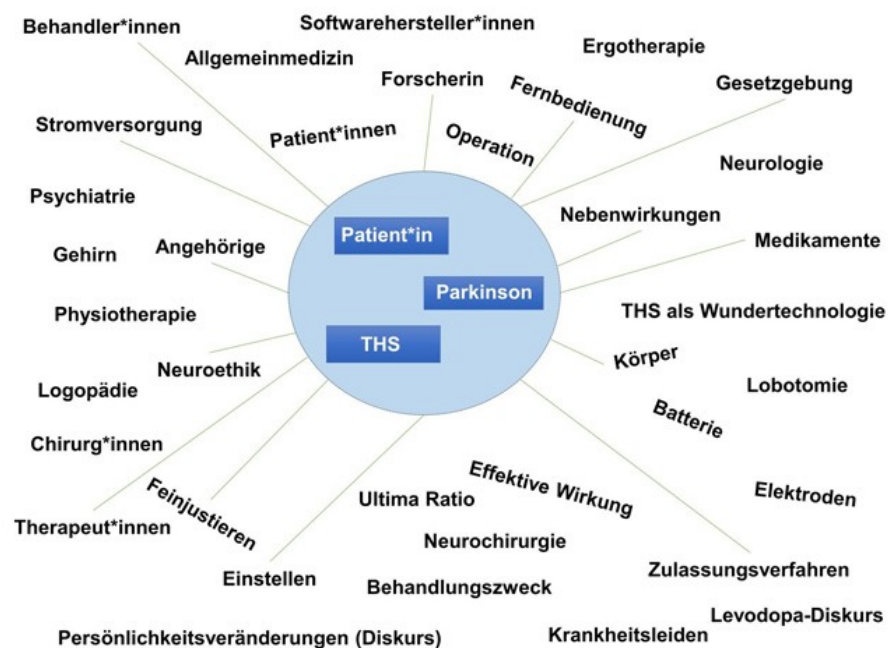 Softwarehersteller*innen
Behandler*innen
Ergotherapie
Allgemeinmedizin
Forscherin
Fernbedienung
Gesetzgebung
Stromversorgung
Patient*innen
Operation
Neurologie
Psychiatrie
Nebenwirkungen
Patient*in
Medikamente
Gehirn
Angehörige
Parkinson
Physiotherapie
THS als Wundertechnologie
THS
Neuroethik
Körper
Logopädie
Lobotomie
Batterie
Chirurg*innen
Feinjustieren
Effektive Wirkung
Elektroden
Ultima Ratio
Therapeut*innen
Neurochirurgie
Einstellen
Behandlungszweck
Zulassungsverfahren
Levodopa-Diskurs
Persönlichkeitsveränderungen (Diskurs)
Krankheitsleiden